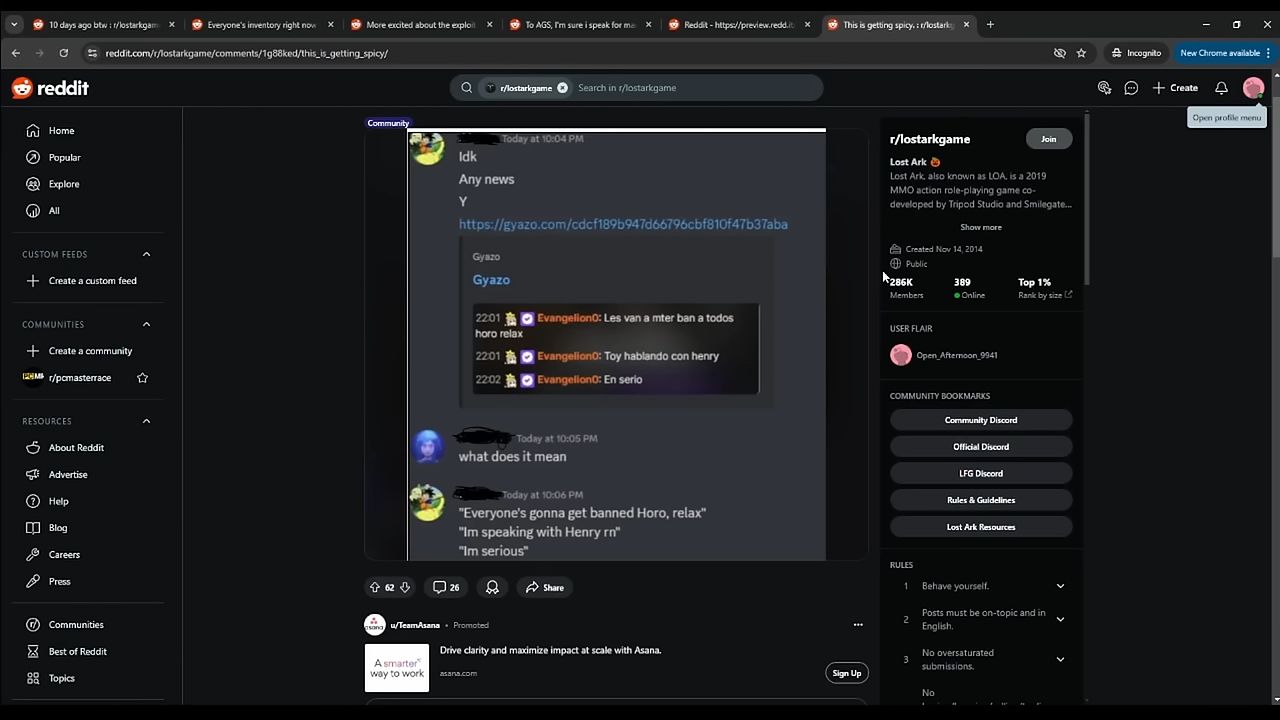 10 days ago btw : r/lostarkgam
Everyone's inventory right now
More excited about the exploi
To AGS, I'm sure i speak for ma
Reddit - https://preview.redd.it
This is getting spicy. : r/lostarkg
reddit.com/r/lostarkgame/comments/1g88ked/this_is_getting_spicy/
Incognito
New Chrome available
reddit
r/lostarkgame
Search in r/lostarkgame
Create
Open profile menu
Home
Popular
Explore
All
CUSTOM FEEDS
Create a custom feed
COMMUNITIES
Create a community
r/pcmasterrace
RESOURCES
About Reddit
Advertise
Help
Blog
Careers
Press
Communities
Best of Reddit
Topics
Community
Today at 10:04 PM
Idk
Any news
Y
https://gyazo.com/cdcf189b947d66796cbf810f47b37aba
Gyazo
Gyazo
22:01 Evangelion0: Les van a mter ban a todos
horo relax
22:01 Evangelion0: Toy hablando con henry
22:02 Evangelion0: En serio
Today at 10:05 PM
what does it mean
Today at 10:06 PM
"Everyone's gonna get banned Horo, relax"
"Im speaking with Henry rn"
"Im serious"
62
26
Share
asana
u/TeamAsana • Promoted
Drive clarity and maximize impact at scale with Asana.
asana.com
A smarter
way to work
Sign Up
r/lostarkgame
Join
Lost Ark
Lost Ark, also known as LOA, is a 2019
MMO action role-playing game co-
developed by Tripod Studio and Smilegate...
Show more
Created Nov 14, 2014
Public
286K
Members
389
Online
Top 1%
Rank by size
USER FLAIR
Open_Afternoon_9941
COMMUNITY BOOKMARKS
Community Discord
Official Discord
LFG Discord
Rules & Guidelines
Lost Ark Resources
RULES
1 Behave yourself.
2 Posts must be on-topic and in
English.
3 No oversaturated
submissions.
No